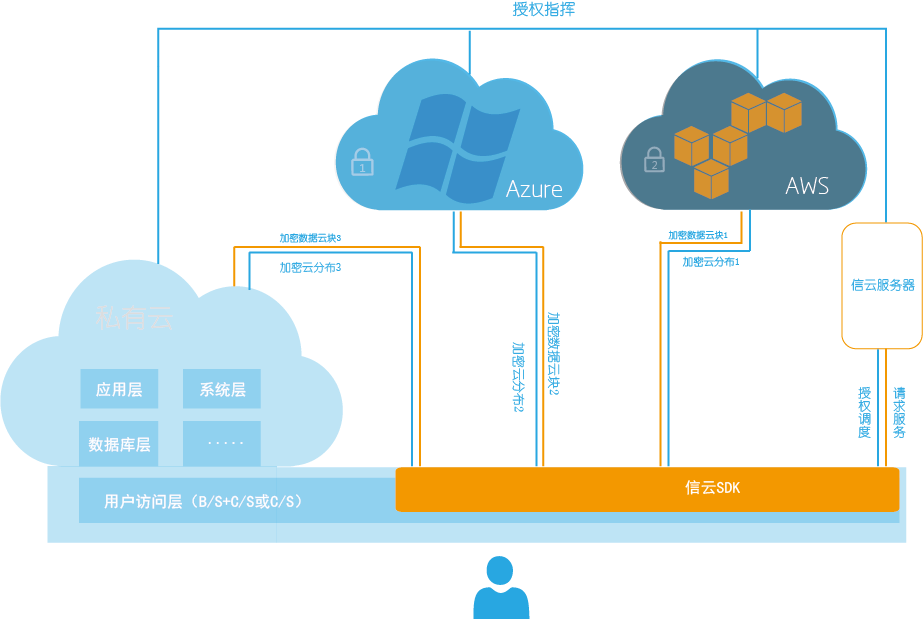 授权指挥
1
Azure
2
AWS
加密数据云块3
加密云分布3
加密数据云块1
加密云分布1
信云服务器
私有云
加密数据云块2
加密云分布2
应用层
系统层
数据库层
·····
授权调度
请求服务
用户访问层（B/S+C/S或C/S）
信云SDK